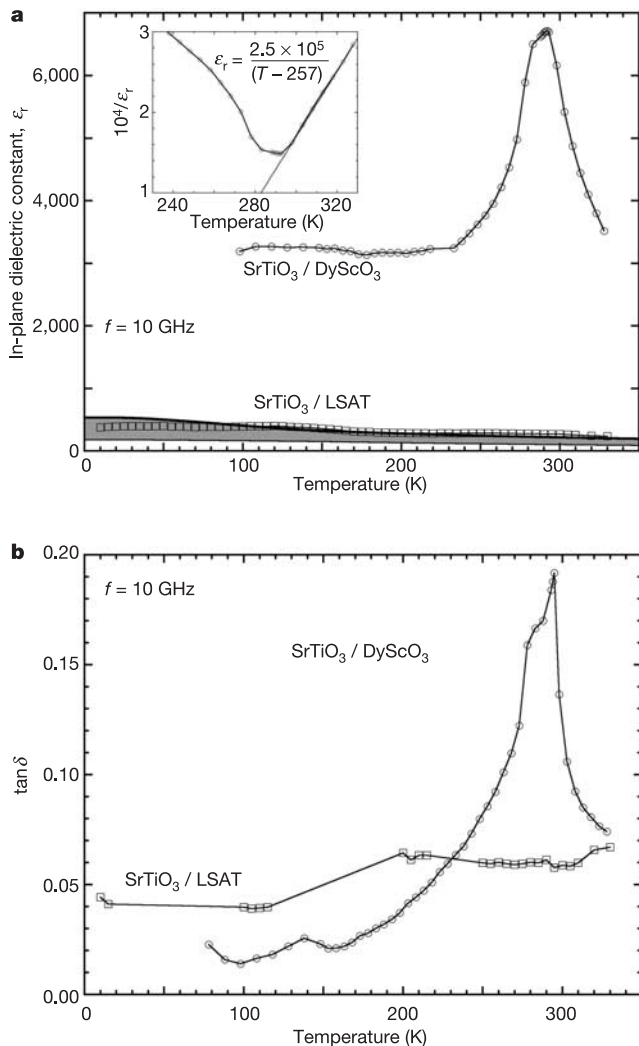 a
6,000
4,000
2,000
0
In-plane dielectric constant, εr
3
2
1
10⁴/εr
εr = 2.5 × 10⁵ / (T – 257)
240 280 320
Temperature (K)
SrTiO₃ / DyScO₃
f = 10 GHz
SrTiO₃ / LSAT
0 100 200 300
Temperature (K)
b
0.20
0.15
0.10
0.05
0.00
tan δ
f = 10 GHz
SrTiO₃ / DyScO₃
SrTiO₃ / LSAT
0 100 200 300
Temperature (K)